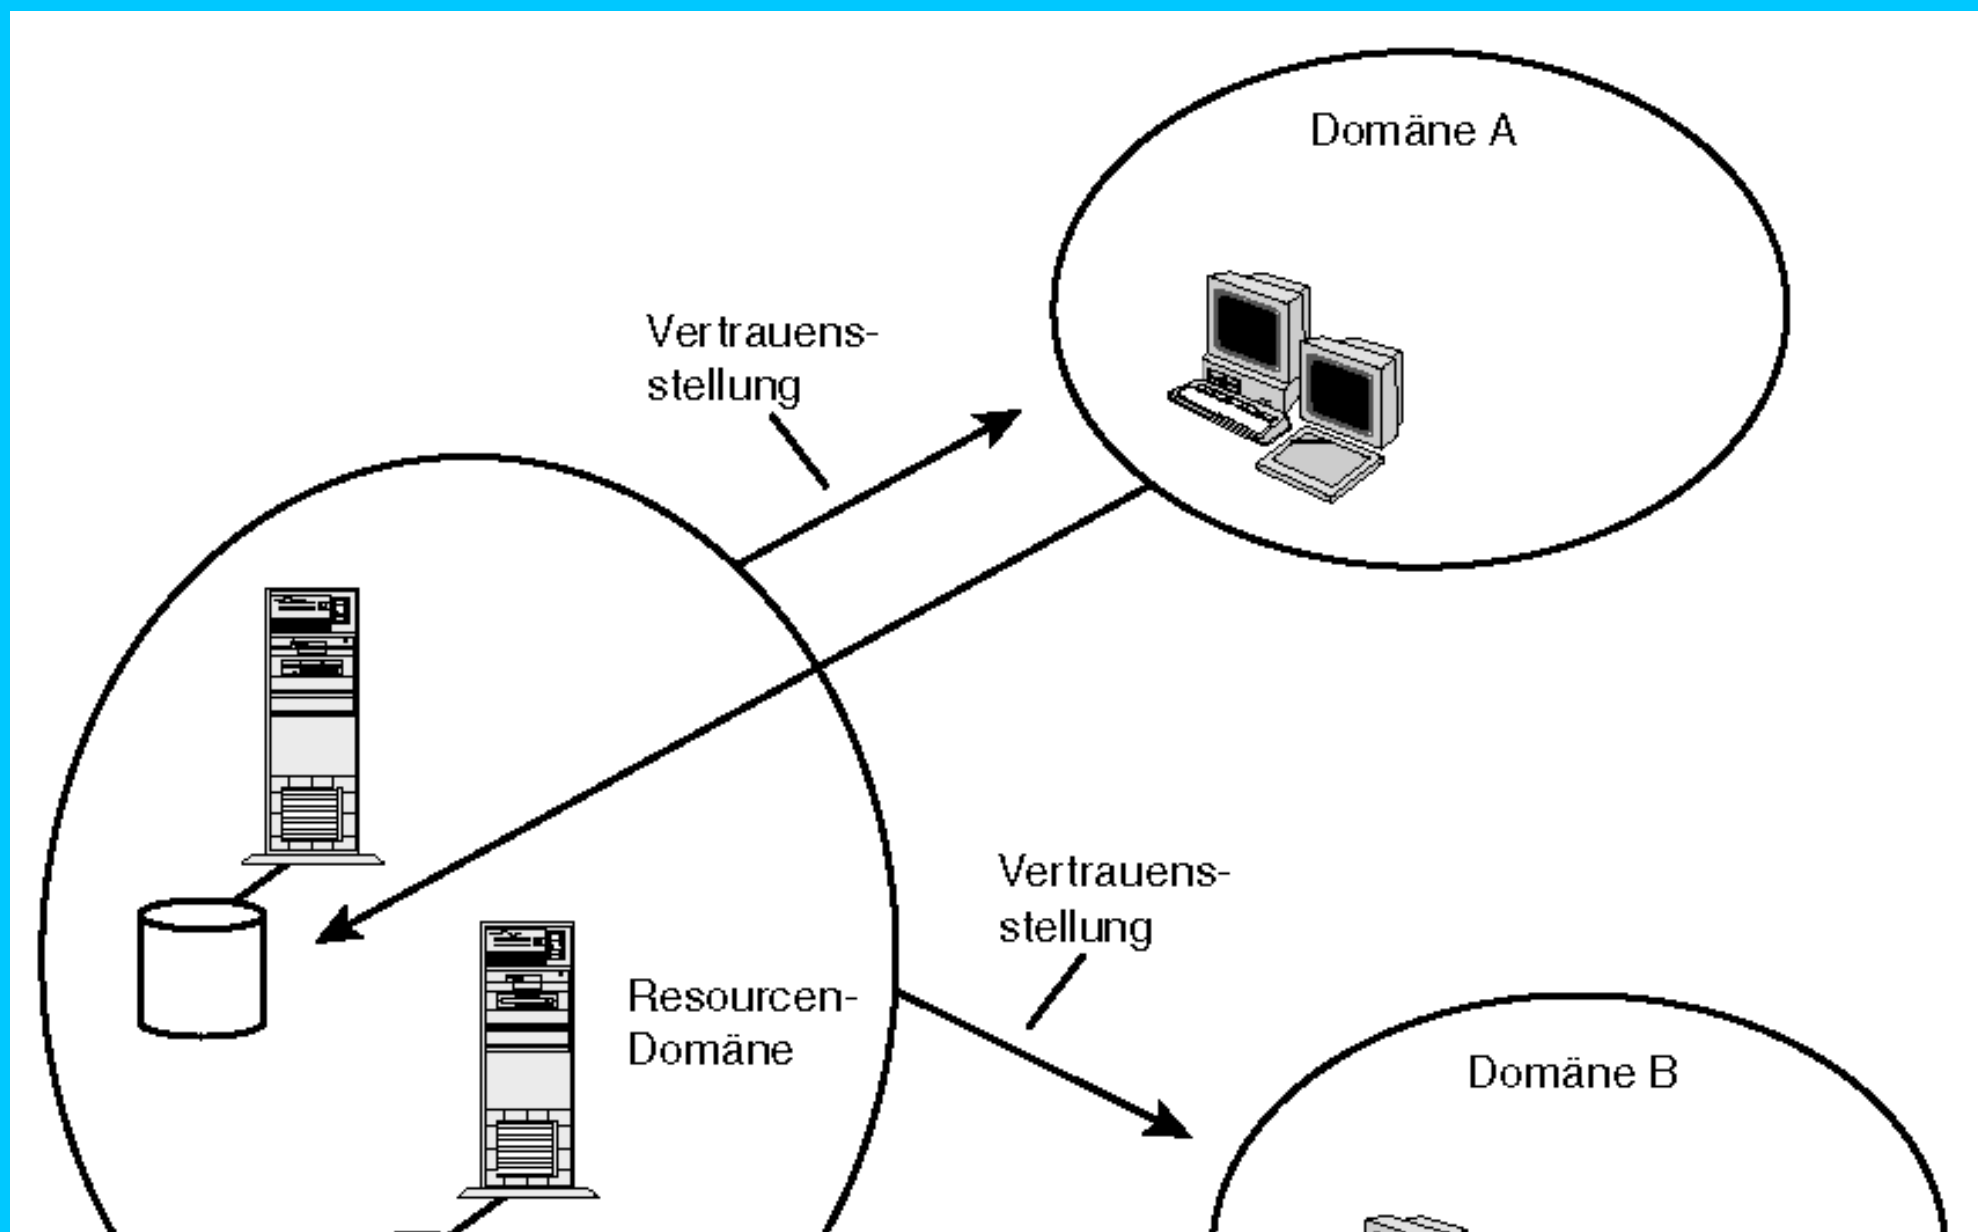 Domäne A
Vertrauens-
stellung
Vertrauens-
stellung
Resourcen-
Domäne
Domäne B